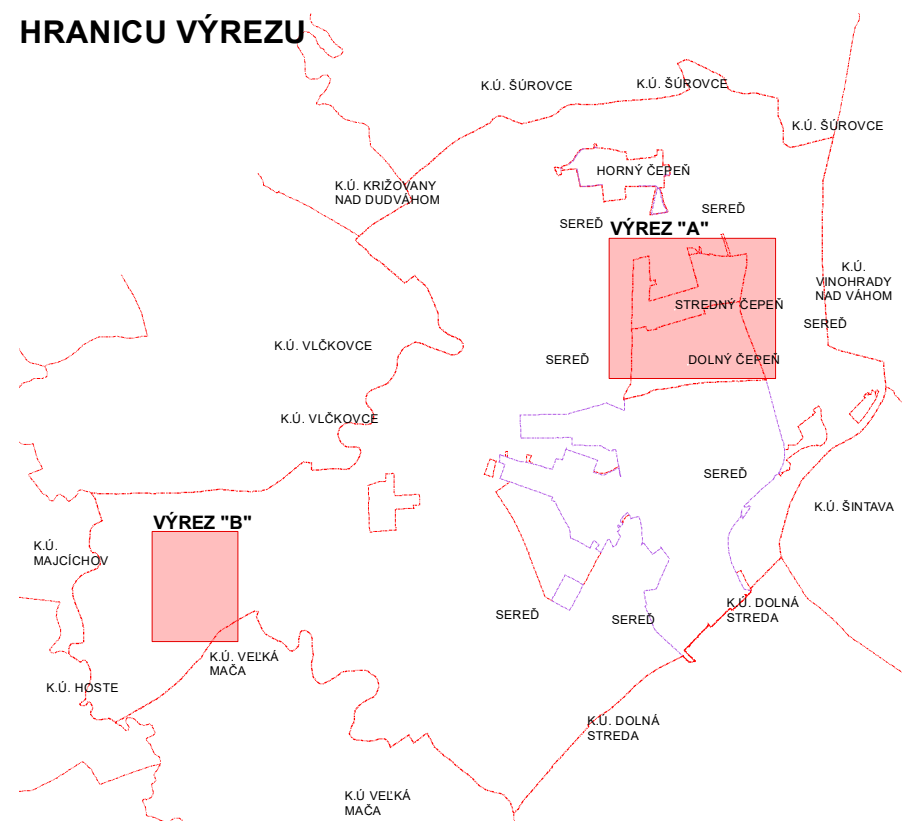 HRANICU VÝREZU
K.Ú. ŠÚROVCE
K.Ú. ŠÚROVCE
K.Ú. ŠÚROVCE
HORNÝ ČEPEŇ
K.Ú. KRIŽOVANY
NAD DUDVÁHOM
SEREĎ
SEREĎ
VÝREZ "A"
K.Ú.
VINOHRADY
NAD VÁHOM
STREDNÝ ČEPEŇ
SEREĎ
K.Ú. VLČKOVCE
SEREĎ
DOLNÝ ČEPEŇ
K.Ú. VLČKOVCE
SEREĎ
K.Ú. ŠINTAVA
VÝREZ "B"
K.Ú.
MAJCÍCHOV
K.Ú. DOLNÁ
STREDA
SEREĎ
SEREĎ
K.Ú. VEĽKÁ
MAČA
K.Ú. HOSTE
K.Ú. DOLNÁ
STREDA
K.Ú VEĽKÁ
MAČA